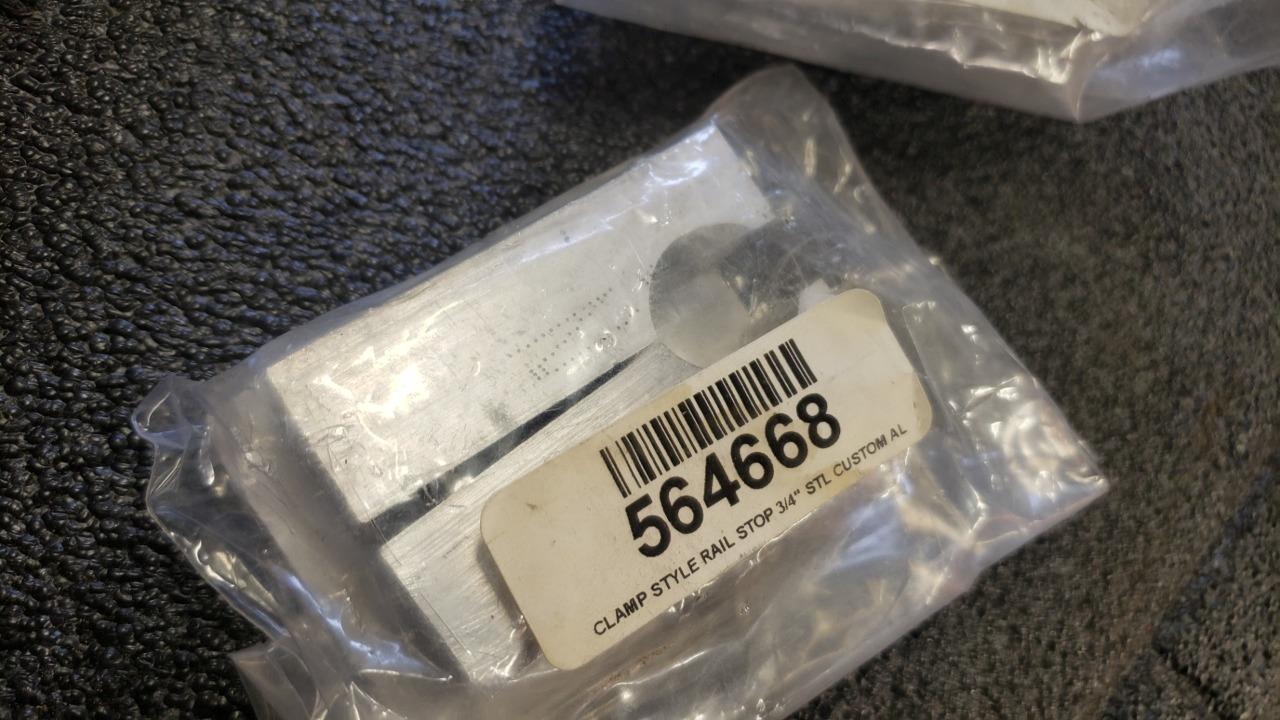 564668
CLAMP STYLE RAIL STOP 3/4" STL CUSTOM AL